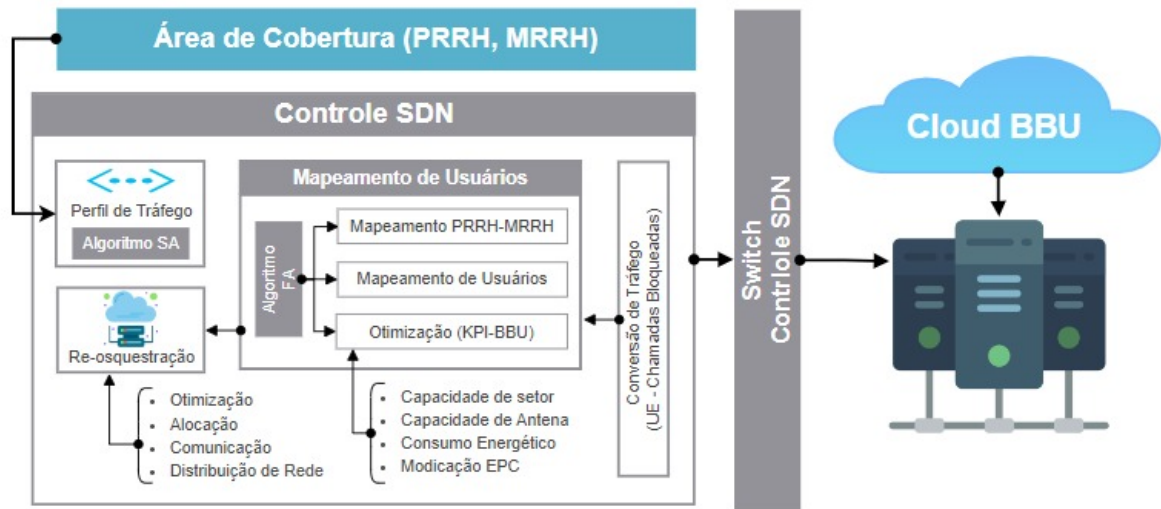 Área de Cobertura (PRRH, MRRH)
Controle SDN
Perfil de Tráfego
Algoritmo SA
Re-osquestração
Otimização
Alocação
Comunicação
Distribuição de Rede
Mapeamento de Usuários
Algoritmo
FA
Mapeamento PRRH-MRRH
Mapeamento de Usuários
Otimização (KPI-BBU)
Capacidade de setor
Capacidade de Antena
Consumo Energético
Modicação EPC
Conversão de Tráfego
(UE - Chamadas Bloqueadas)
Switch
Contrlole SDN
Cloud BBU